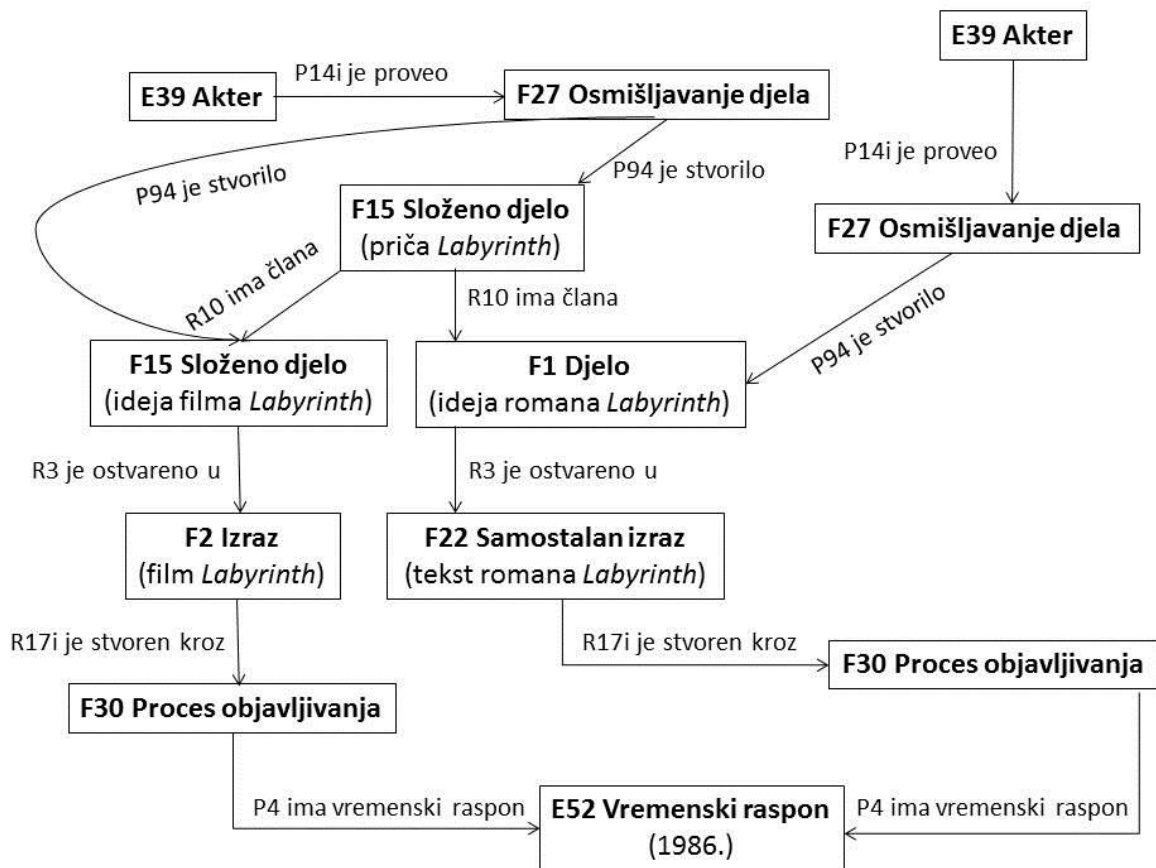 E39 Akter
P14i je proveo
E39 Akter
F27 Osmišljavanje djela
P14i je proveo
P94 je stvorilo
P94 je stvorilo
F15 Složeno djelo
(priča Labyrinth)
F27 Osmišljavanje djela
R10 ima člana
R10 ima člana
P94 je stvorilo
F15 Složeno djelo
(ideja filma Labyrinth)
F1 Djelo
(ideja romana Labyrinth)
R3 je ostvareno u
R3 je ostvareno u
F2 Izraz
(film Labyrinth)
F22 Samostalan izraz
(tekst romana Labyrinth)
R17i je stvoren kroz
R17i je stvoren kroz
F30 Proces objavljivanja
F30 Proces objavljivanja
P4 ima vremenski raspon
E52 Vremenski raspon
(1986.)
P4 ima vremenski raspon